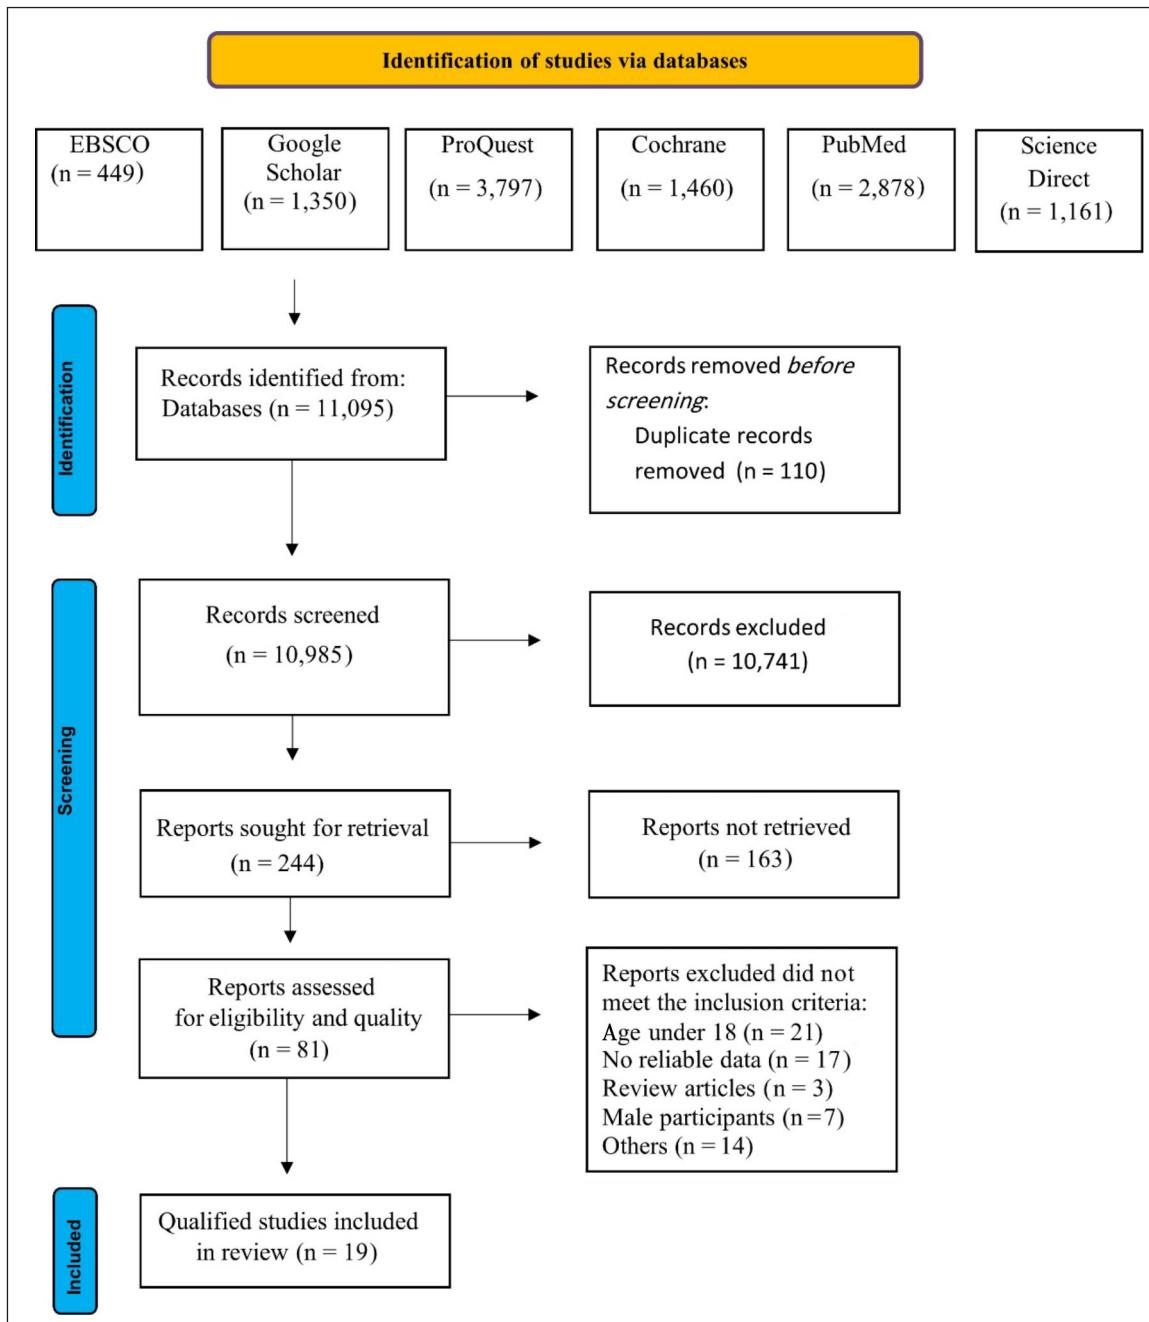 Identification of studies via databases
EBSCO
(n = 449)
Google
Scholar
(n = 1,350)
ProQuest
(n = 3,797)
Cochrane
(n = 1,460)
PubMed
(n = 2,878)
Science
Direct
(n = 1,161)
Identification
Records identified from:
Databases (n = 11,095)
Records removed before
screening:
Duplicate records
removed (n = 110)
Screening
Records screened
(n = 10,985)
Records excluded
(n = 10,741)
Reports sought for retrieval
(n = 244)
Reports not retrieved
(n = 163)
Reports assessed
for eligibility and quality
(n = 81)
Reports excluded did not
meet the inclusion criteria:
Age under 18 (n = 21)
No reliable data (n = 17)
Review articles (n = 3)
Male participants (n = 7)
Others (n = 14)
Included
Qualified studies included
in review (n = 19)